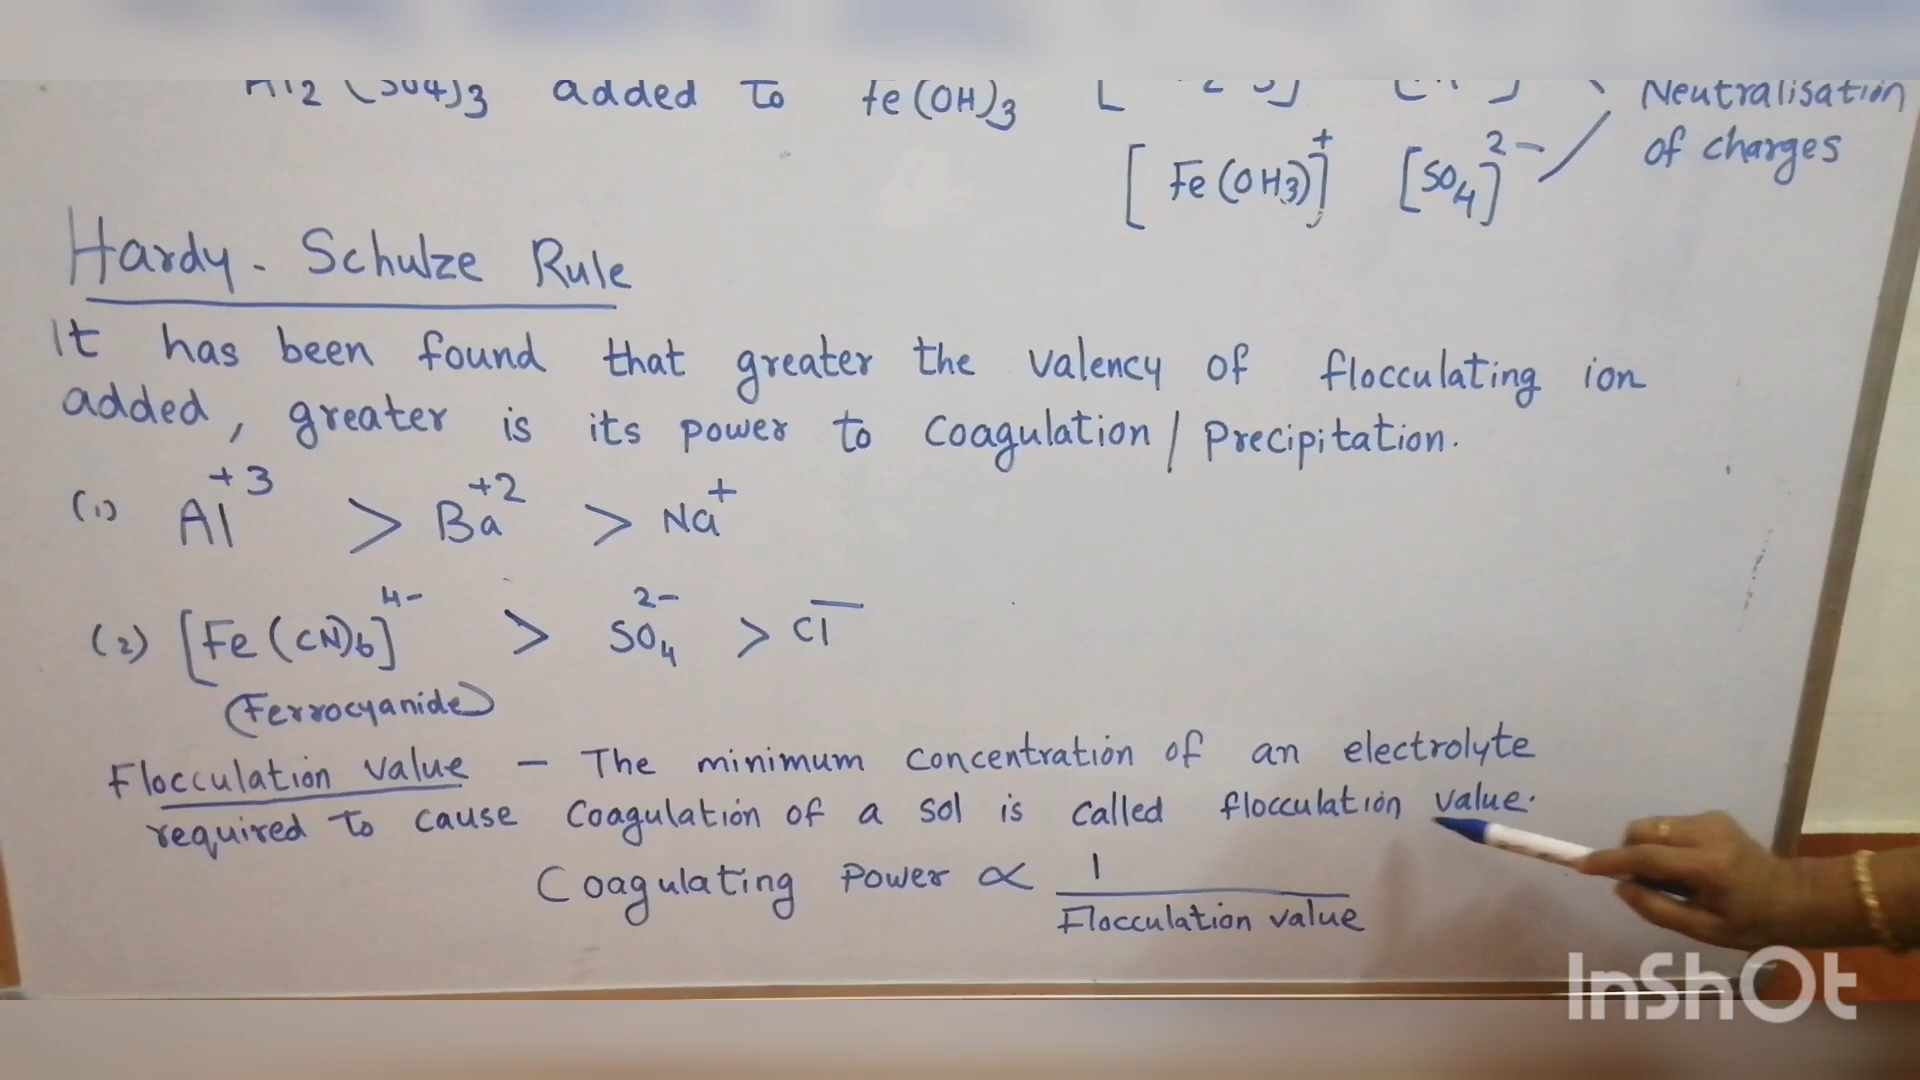 Al2(SO4)3 added to Fe(OH)3
Neutralisation
of charges
[Fe(OH3)]⁺ [SO4]²⁻
Hardy-Schulze Rule
It has been found that greater the valency of flocculating ion
added, greater is its power to coagulation/precipitation.
(1) Al⁺³ > Ba⁺² > Na⁺
(2) [Fe(CN)6]⁴⁻ > SO4²⁻ > Cl⁻
(Ferrocyanide)
Flocculation value – The minimum concentration of an electrolyte
required to cause coagulation of a sol is called flocculation value.
Coagulating power ∝ 1
Flocculation value
InShOt